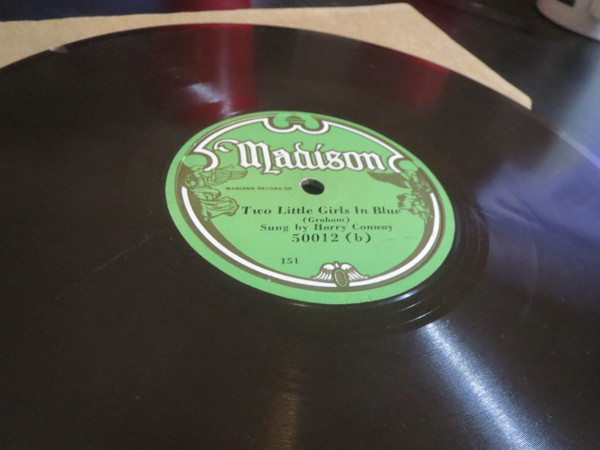 Madison
MADISON RECORD CO
Two Little Girls In Blue
(Graham)
Sung by Harry Conway
50012 (b)
151